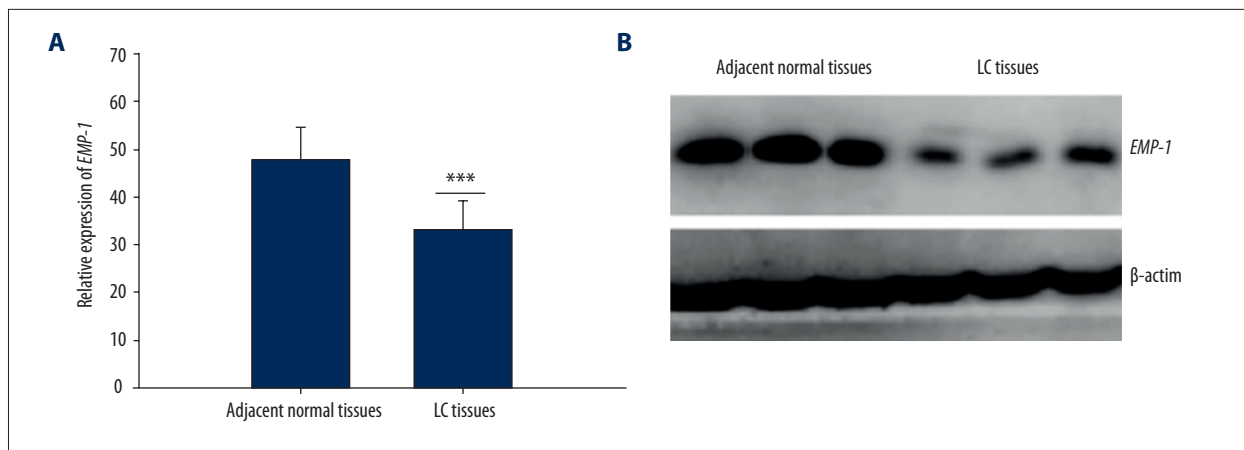 A
Relative expression of EMP-1
70
60
50
40
30
20
10
0
***
Adjacent normal tissues
LC tissues
B
Adjacent normal tissues
LC tissues
EMP-1
β-actim